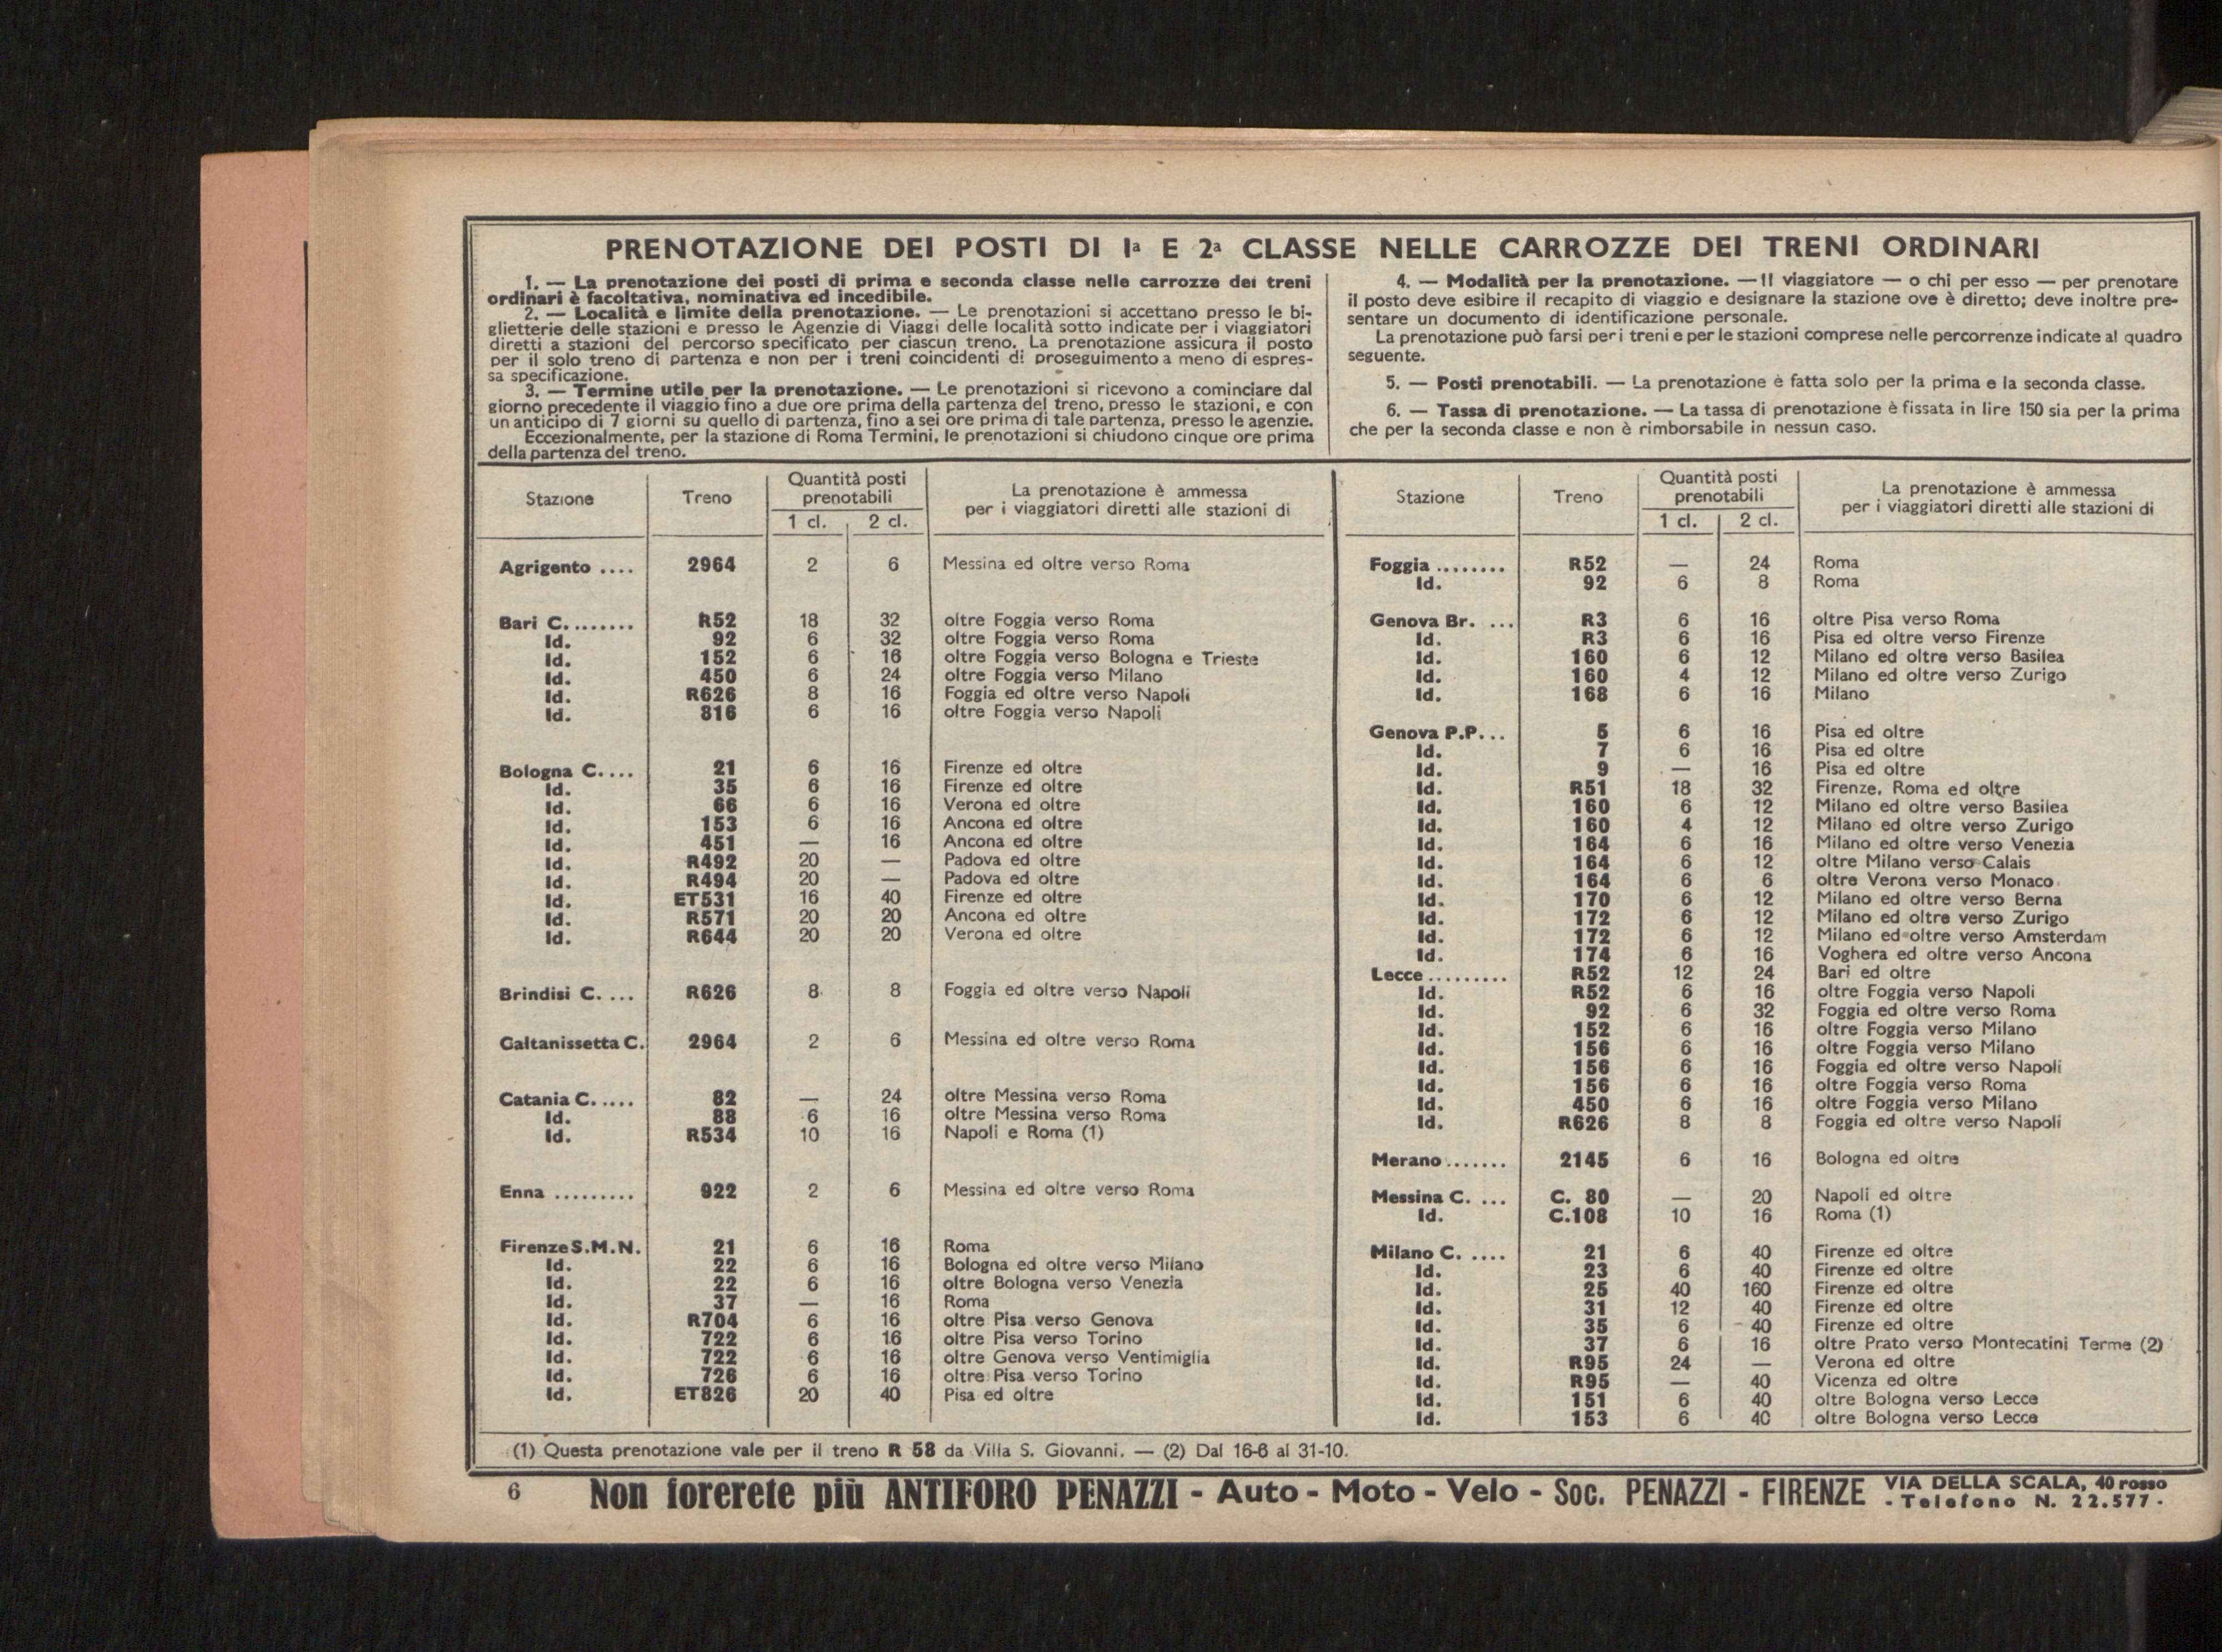 PRENOTAZIONE DEI POSTI DI Iª E 2ª CLASSE NELLE CARROZZE DEI TRENI ORDINARI
1. — La prenotazione dei posti di prima e seconda classe nelle carrozze dei treni
ordinari è facoltativa, nominativa ed incedibile.
2. — Località e limite della prenotazione. — Le prenotazioni si accettano presso le bi-
glietterie delle stazioni e presso le Agenzie di Viaggi delle località sotto indicate per i viaggiatori
diretti a stazioni del percorso specificato per ciascun treno. La prenotazione assicura il posto
per il solo treno di partenza e non per i treni coincidenti di proseguimento a meno di espres-
sa specificazione.
3. — Termine utile per la prenotazione. — Le prenotazioni si ricevono a cominciare dal
giorno precedente il viaggio fino a due ore prima della partenza del treno, presso le stazioni, e con
un anticipo di 7 giorni su quello di partenza, fino a sei ore prima di tale partenza, presso le agenzie.
Eccezionalmente, per la stazione di Roma Termini, le prenotazioni si chiudono cinque ore prima
della partenza del treno.
4. — Modalità per la prenotazione. — Il viaggiatore — o chi per esso — per prenotare
il posto deve esibire il recapito di viaggio e designare la stazione ove è diretto; deve inoltre pre-
sentare un documento di identificazione personale.
La prenotazione può farsi per i treni e per le stazioni comprese nelle percorrenze indicate al quadro
seguente.
5. — Posti prenotabili. — La prenotazione è fatta solo per la prima e la seconda classe.
6. — Tassa di prenotazione. — La tassa di prenotazione è fissata in lire 150 sia per la prima
che per la seconda classe e non è rimborsabile in nessun caso.
Stazione Treno Quantità posti prenotabili 1 cl. 2 cl. La prenotazione è ammessa per i viaggiatori diretti alle stazioni di
Agrigento .... 2964 2 6 Messina ed oltre verso Roma
Bari C. ....... R52 18 32 oltre Foggia verso Roma
Id. 92 6 32 oltre Foggia verso Roma
Id. 152 6 16 oltre Foggia verso Bologna e Trieste
Id. 450 6 24 oltre Foggia verso Milano
Id. R626 8 16 Foggia ed oltre verso Napoli
Id. 816 6 16 oltre Foggia verso Napoli
Bologna C. ... 21 6 16 Firenze ed oltre
Id. 35 6 16 Firenze ed oltre
Id. 66 6 16 Verona ed oltre
Id. 153 6 16 Ancona ed oltre
Id. 451 — 16 Ancona ed oltre
Id. R492 20 — Padova ed oltre
Id. R494 20 — Padova ed oltre
Id. ET531 16 40 Firenze ed oltre
Id. R571 20 20 Ancona ed oltre
Id. R644 20 20 Verona ed oltre
Brindisi C. ... R626 8 8 Foggia ed oltre verso Napoli
Caltanissetta C. 2964 2 6 Messina ed oltre verso Roma
Catania C. .... 82 — 24 oltre Messina verso Roma
Id. 88 6 16 oltre Messina verso Roma
Id. R534 10 16 Napoli e Roma (1)
Enna ......... 922 2 6 Messina ed oltre verso Roma
Firenze S.M.N. 21 6 16 Roma
Id. 22 6 16 Bologna ed oltre verso Milano
Id. 22 6 16 oltre Bologna verso Venezia
Id. 37 — 16 Roma
Id. R704 6 16 oltre Pisa verso Genova
Id. 722 6 16 oltre Pisa verso Torino
Id. 722 6 16 oltre Genova verso Ventimiglia
Id. 726 6 16 oltre Pisa verso Torino
Id. ET826 20 40 Pisa ed oltre
Stazione Treno Quantità posti prenotabili 1 cl. 2 cl. La prenotazione è ammessa per i viaggiatori diretti alle stazioni di
Foggia ........ R52 — 24 Roma
Id. 92 6 8 Roma
Genova Br. ... R3 6 16 oltre Pisa verso Roma
Id. R3 6 16 Pisa ed oltre verso Firenze
Id. 160 6 12 Milano ed oltre verso Basilea
Id. 160 4 12 Milano ed oltre verso Zurigo
Id. 168 6 16 Milano
Genova P.P... 5 6 16 Pisa ed oltre
Id. 7 6 16 Pisa ed oltre
Id. 9 — 16 Pisa ed oltre
Id. R51 18 32 Firenze, Roma ed oltre
Id. 160 6 12 Milano ed oltre verso Basilea
Id. 160 4 12 Milano ed oltre verso Zurigo
Id. 164 6 16 Milano ed oltre verso Venezia
Id. 164 6 12 oltre Milano verso Calais
Id. 164 6 6 oltre Verona verso Monaco
Id. 170 6 12 Milano ed oltre verso Berna
Id. 172 6 12 Milano ed oltre verso Zurigo
Id. 172 6 12 Milano ed oltre verso Amsterdam
Id. 174 6 16 Voghera ed oltre verso Ancona
Lecce ......... R52 12 24 Bari ed oltre
Id. R52 6 16 oltre Foggia verso Napoli
Id. 92 6 32 Foggia ed oltre verso Roma
Id. 152 6 16 oltre Foggia verso Milano
Id. 156 6 16 oltre Foggia verso Milano
Id. 156 6 16 Foggia ed oltre verso Napoli
Id. 156 6 16 oltre Foggia verso Roma
Id. 450 6 16 oltre Foggia verso Milano
Id. R626 8 8 Foggia ed oltre verso Napoli
Merano ....... 2145 6 16 Bologna ed oltre
Messina C. ... C. 80 — 20 Napoli ed oltre
Id. C.108 10 16 Roma (1)
Milano C. .... 21 6 40 Firenze ed oltre
Id. 23 6 40 Firenze ed oltre
Id. 25 40 160 Firenze ed oltre
Id. 31 12 40 Firenze ed oltre
Id. 35 6 40 Firenze ed oltre
Id. 37 6 16 oltre Prato verso Montecatini Terme (2)
Id. R95 24 — Verona ed oltre
Id. R95 — 40 Vicenza ed oltre
Id. 151 6 40 oltre Bologna verso Lecce
Id. 153 6 40 oltre Bologna verso Lecce
(1) Questa prenotazione vale per il treno R 58 da Villa S. Giovanni. — (2) Dal 16-6 al 31-10.
6 Non forerete più ANTIFORO PENAZZI - Auto - Moto - Velo - Soc. PENAZZI - FIRENZE VIA DELLA SCALA, 40 rosso
- Telefono N. 22.577 -